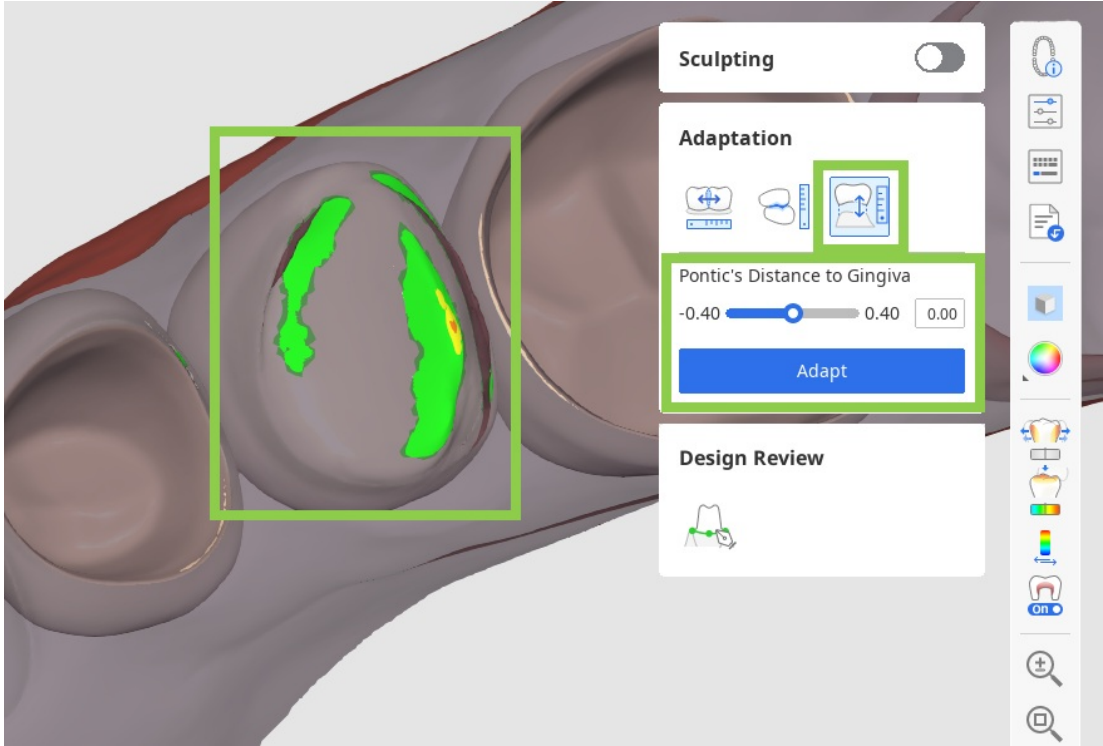 Sculpting
Adaptation
Pontic's Distance to Gingiva
-0.40 0.40 0.00
Adapt
Design Review
On